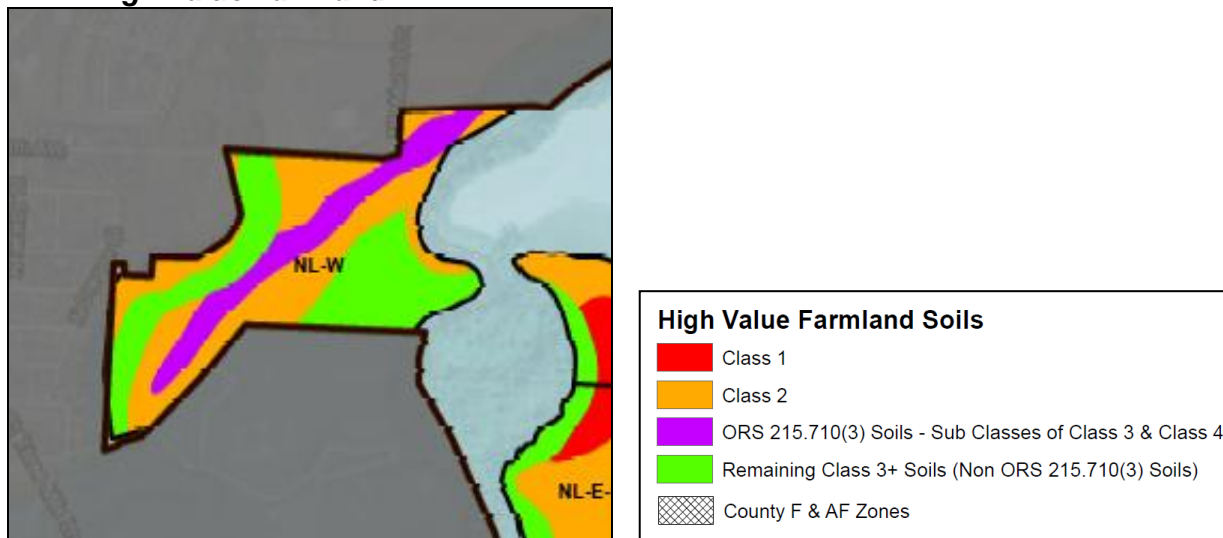 NL-W
NL-E-
High Value Farmland Soils
Class 1
Class 2
ORS 215.710(3) Soils - Sub Classes of Class 3 & Class 4
Remaining Class 3+ Soils (Non ORS 215.710(3) Soils)
County F & AF Zones